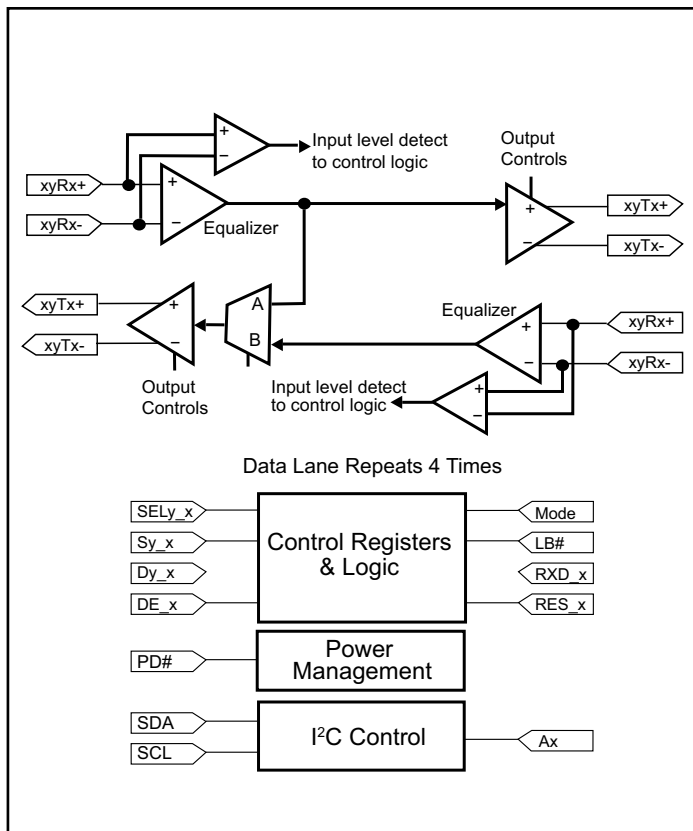 +
−
Input level detect
to control logic
Output
Controls
xyRx+
+
xyRx-
−
Equalizer
+
xyTx+
−
xyTx-
xyTx+
+
A
xyTx-
−
B
Output
Controls
Equalizer
+
xyRx+
−
xyRx-
Input level detect
to control logic
+
−
Data Lane Repeats 4 Times
SELy_x
Sy_x
Dy_x
DE_x
Control Registers
& Logic
Mode
LB#
RXD_x
RES_x
PD#
Power
Management
SDA
SCL
I²C Control
Ax